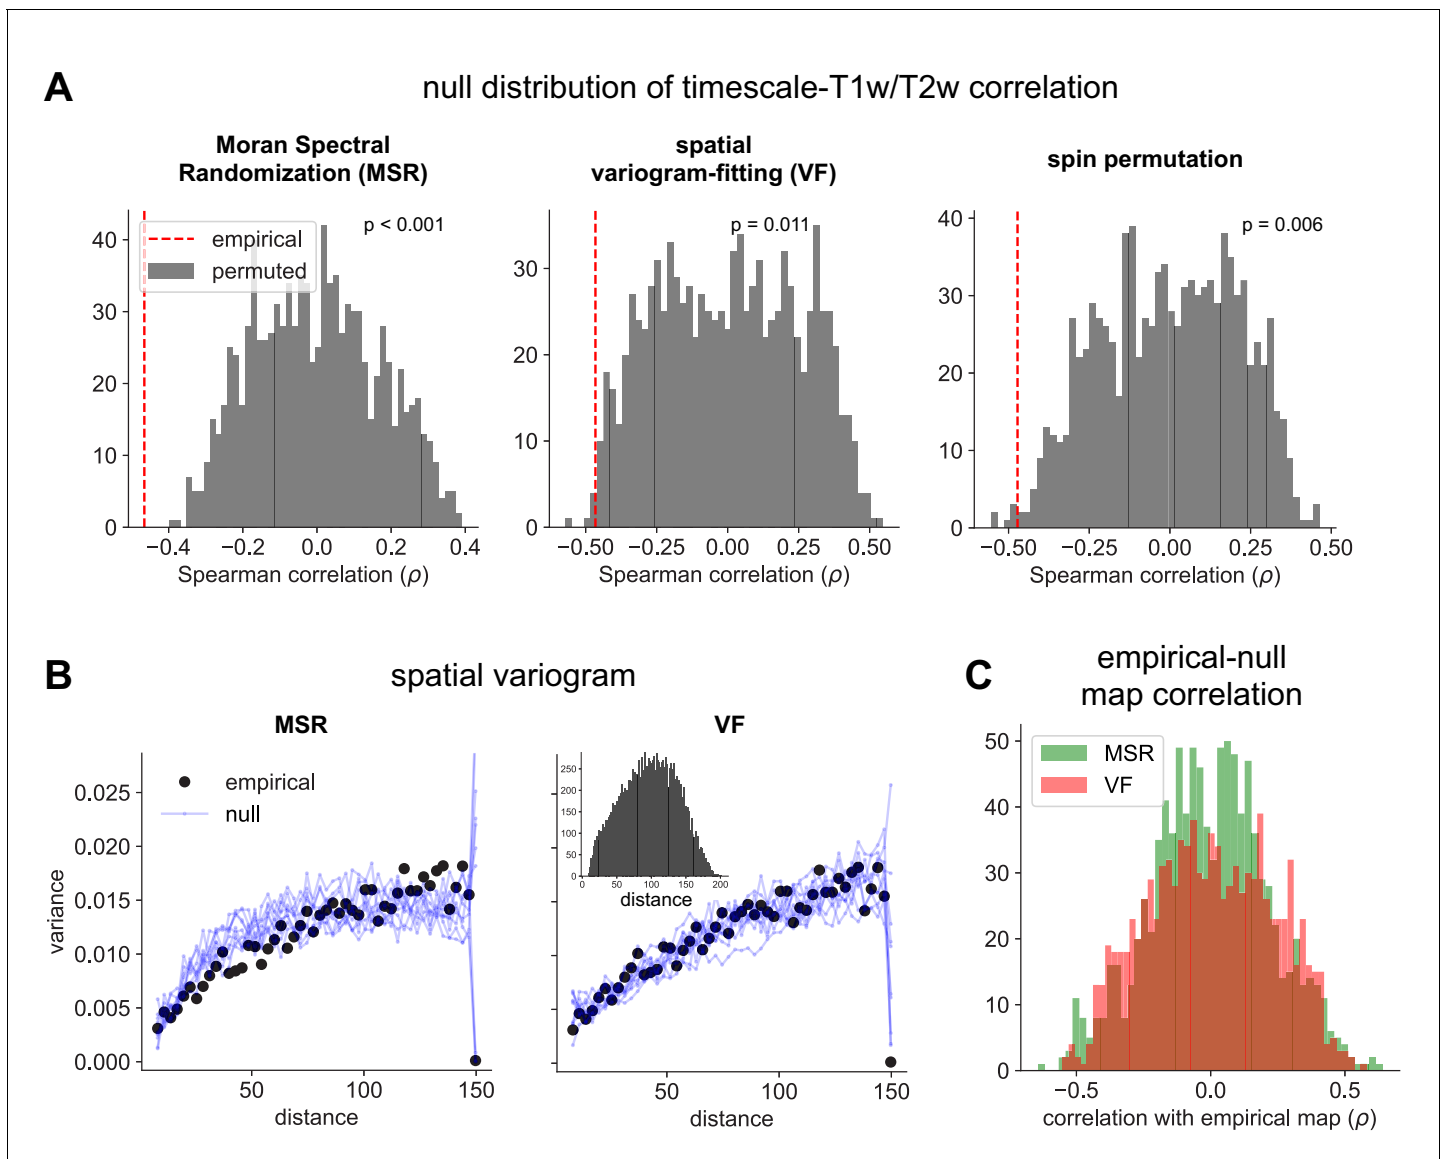 A
null distribution of timescale-T1w/T2w correlation
Moran Spectral
Randomization (MSR)
spatial
variogram-fitting (VF)
spin permutation
p < 0.001
p = 0.011
p = 0.006
empirical
permuted
40
30
20
10
0
30
20
10
0
40
30
20
10
0
−0.4
−0.2
0.0
0.2
0.4
−0.50
−0.25
0.00
0.25
0.50
−0.50
−0.25
0.00
0.25
0.50
Spearman correlation (ρ)
Spearman correlation (ρ)
Spearman correlation (ρ)
B
spatial variogram
MSR
VF
empirical
null
0.025
0.020
0.015
0.010
0.005
0.000
variance
50
100
150
distance
250
200
150
100
50
0
0
50
100
150
200
distance
50
100
150
distance
C
empirical-null
map correlation
MSR
VF
50
40
30
20
10
0
−0.5
0.0
0.5
correlation with empirical map (ρ)